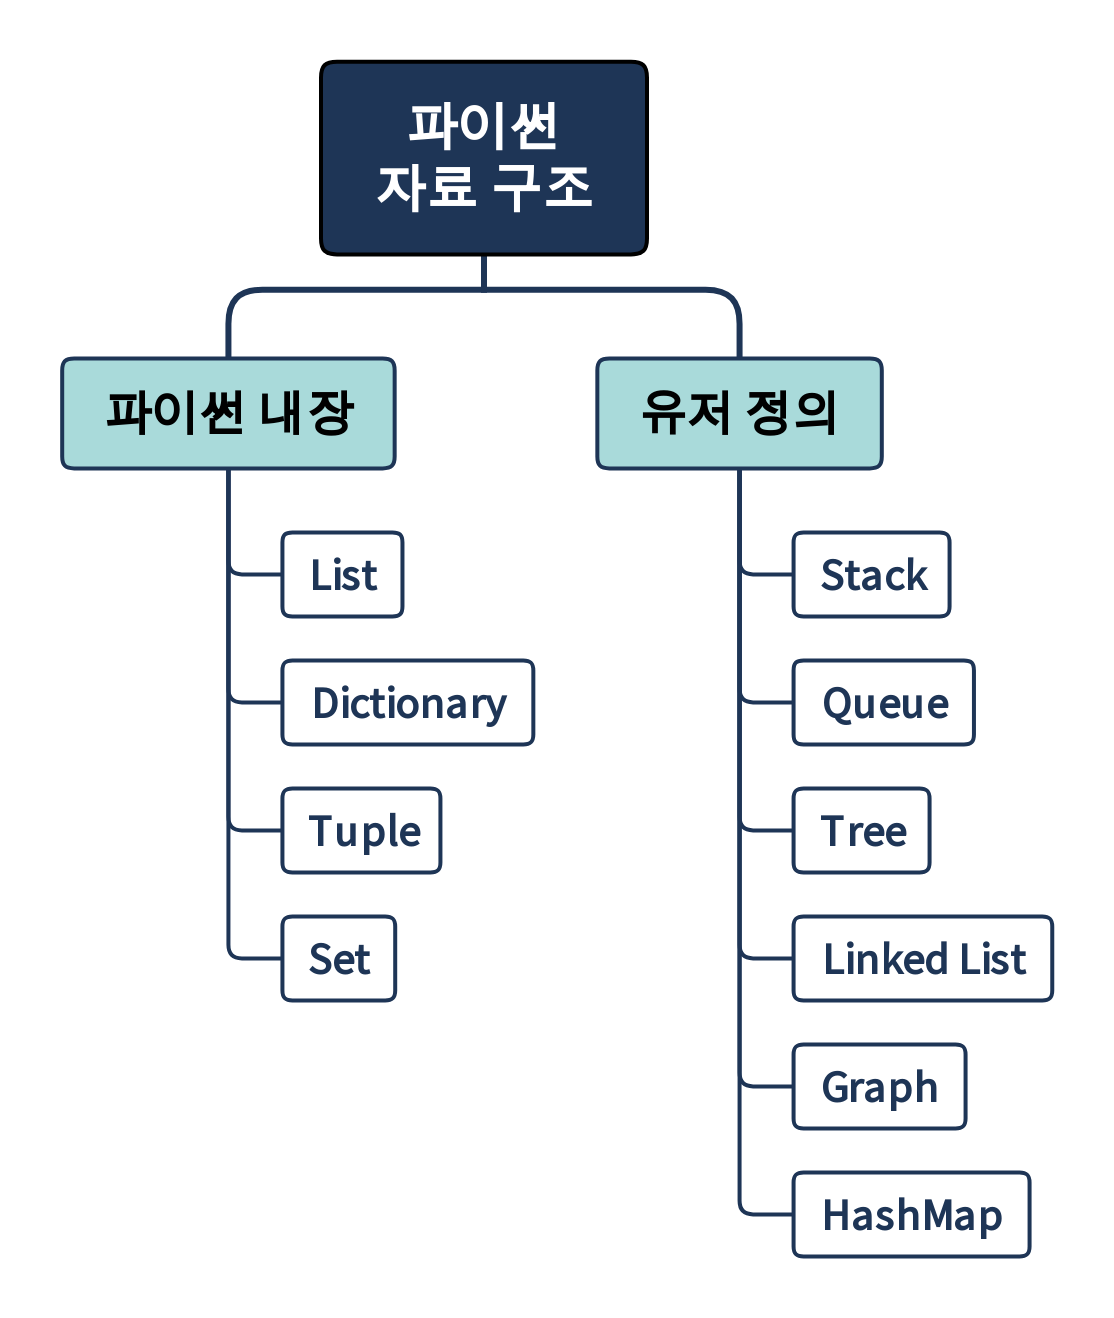 파이썬
자료 구조
파이썬 내장
유저 정의
List
Dictionary
Tuple
Set
Stack
Queue
Tree
Linked List
Graph
HashMap